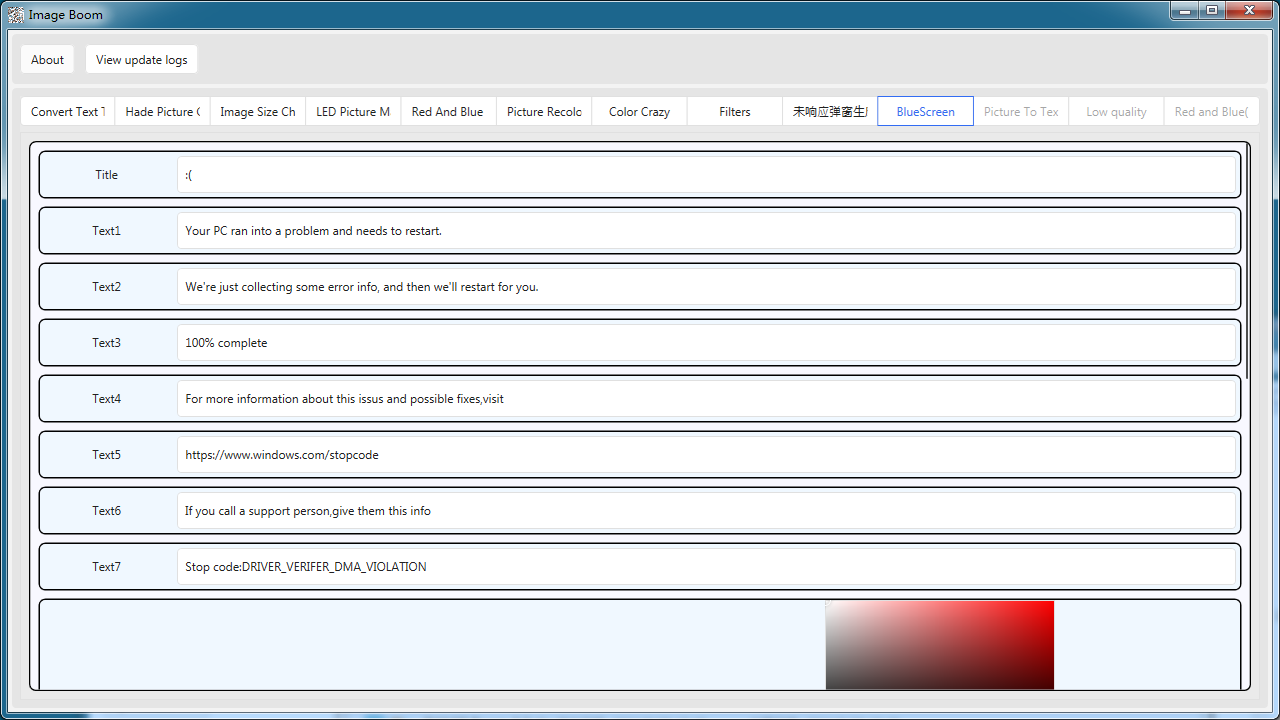 Image Boom
About View update logs
Convert Text T Hade Picture Size Ch LED Picture M Red And Blue Picture Recolo Color Crazy Filters 未响应弹窗生 BlueScreen Picture To Tex Low quality Red and Blue(
Title :(
Text1 Your PC ran into a problem and needs to restart.
Text2 We're just collecting some error info, and then we'll restart for you.
Text3 100% complete
Text4 For more information about this issus and possible fixes,visit
Text5 https://www.windows.com/stopcode
Text6 If you call a support person,give them this info
Text7 Stop code:DRIVER_VERIFER_DMA_VIOLATION